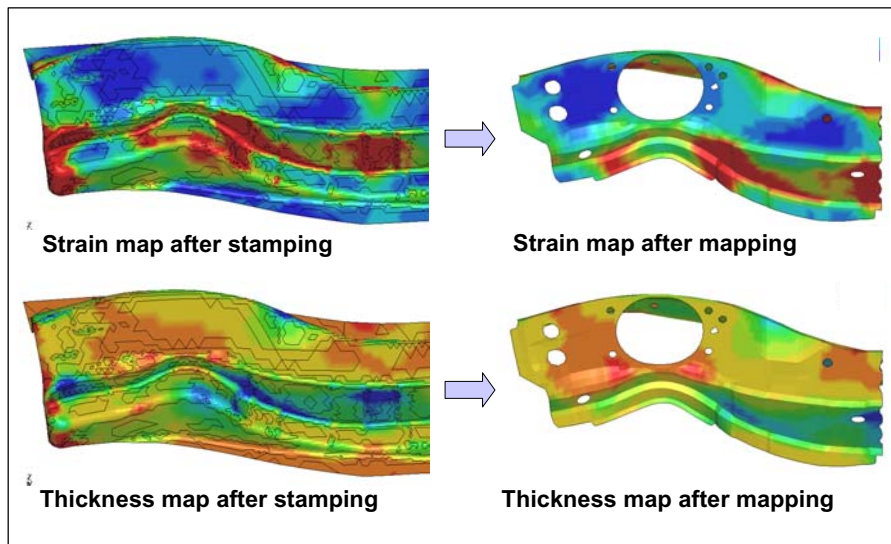 Strain map after stamping
Strain map after mapping
Thickness map after stamping
Thickness map after mapping